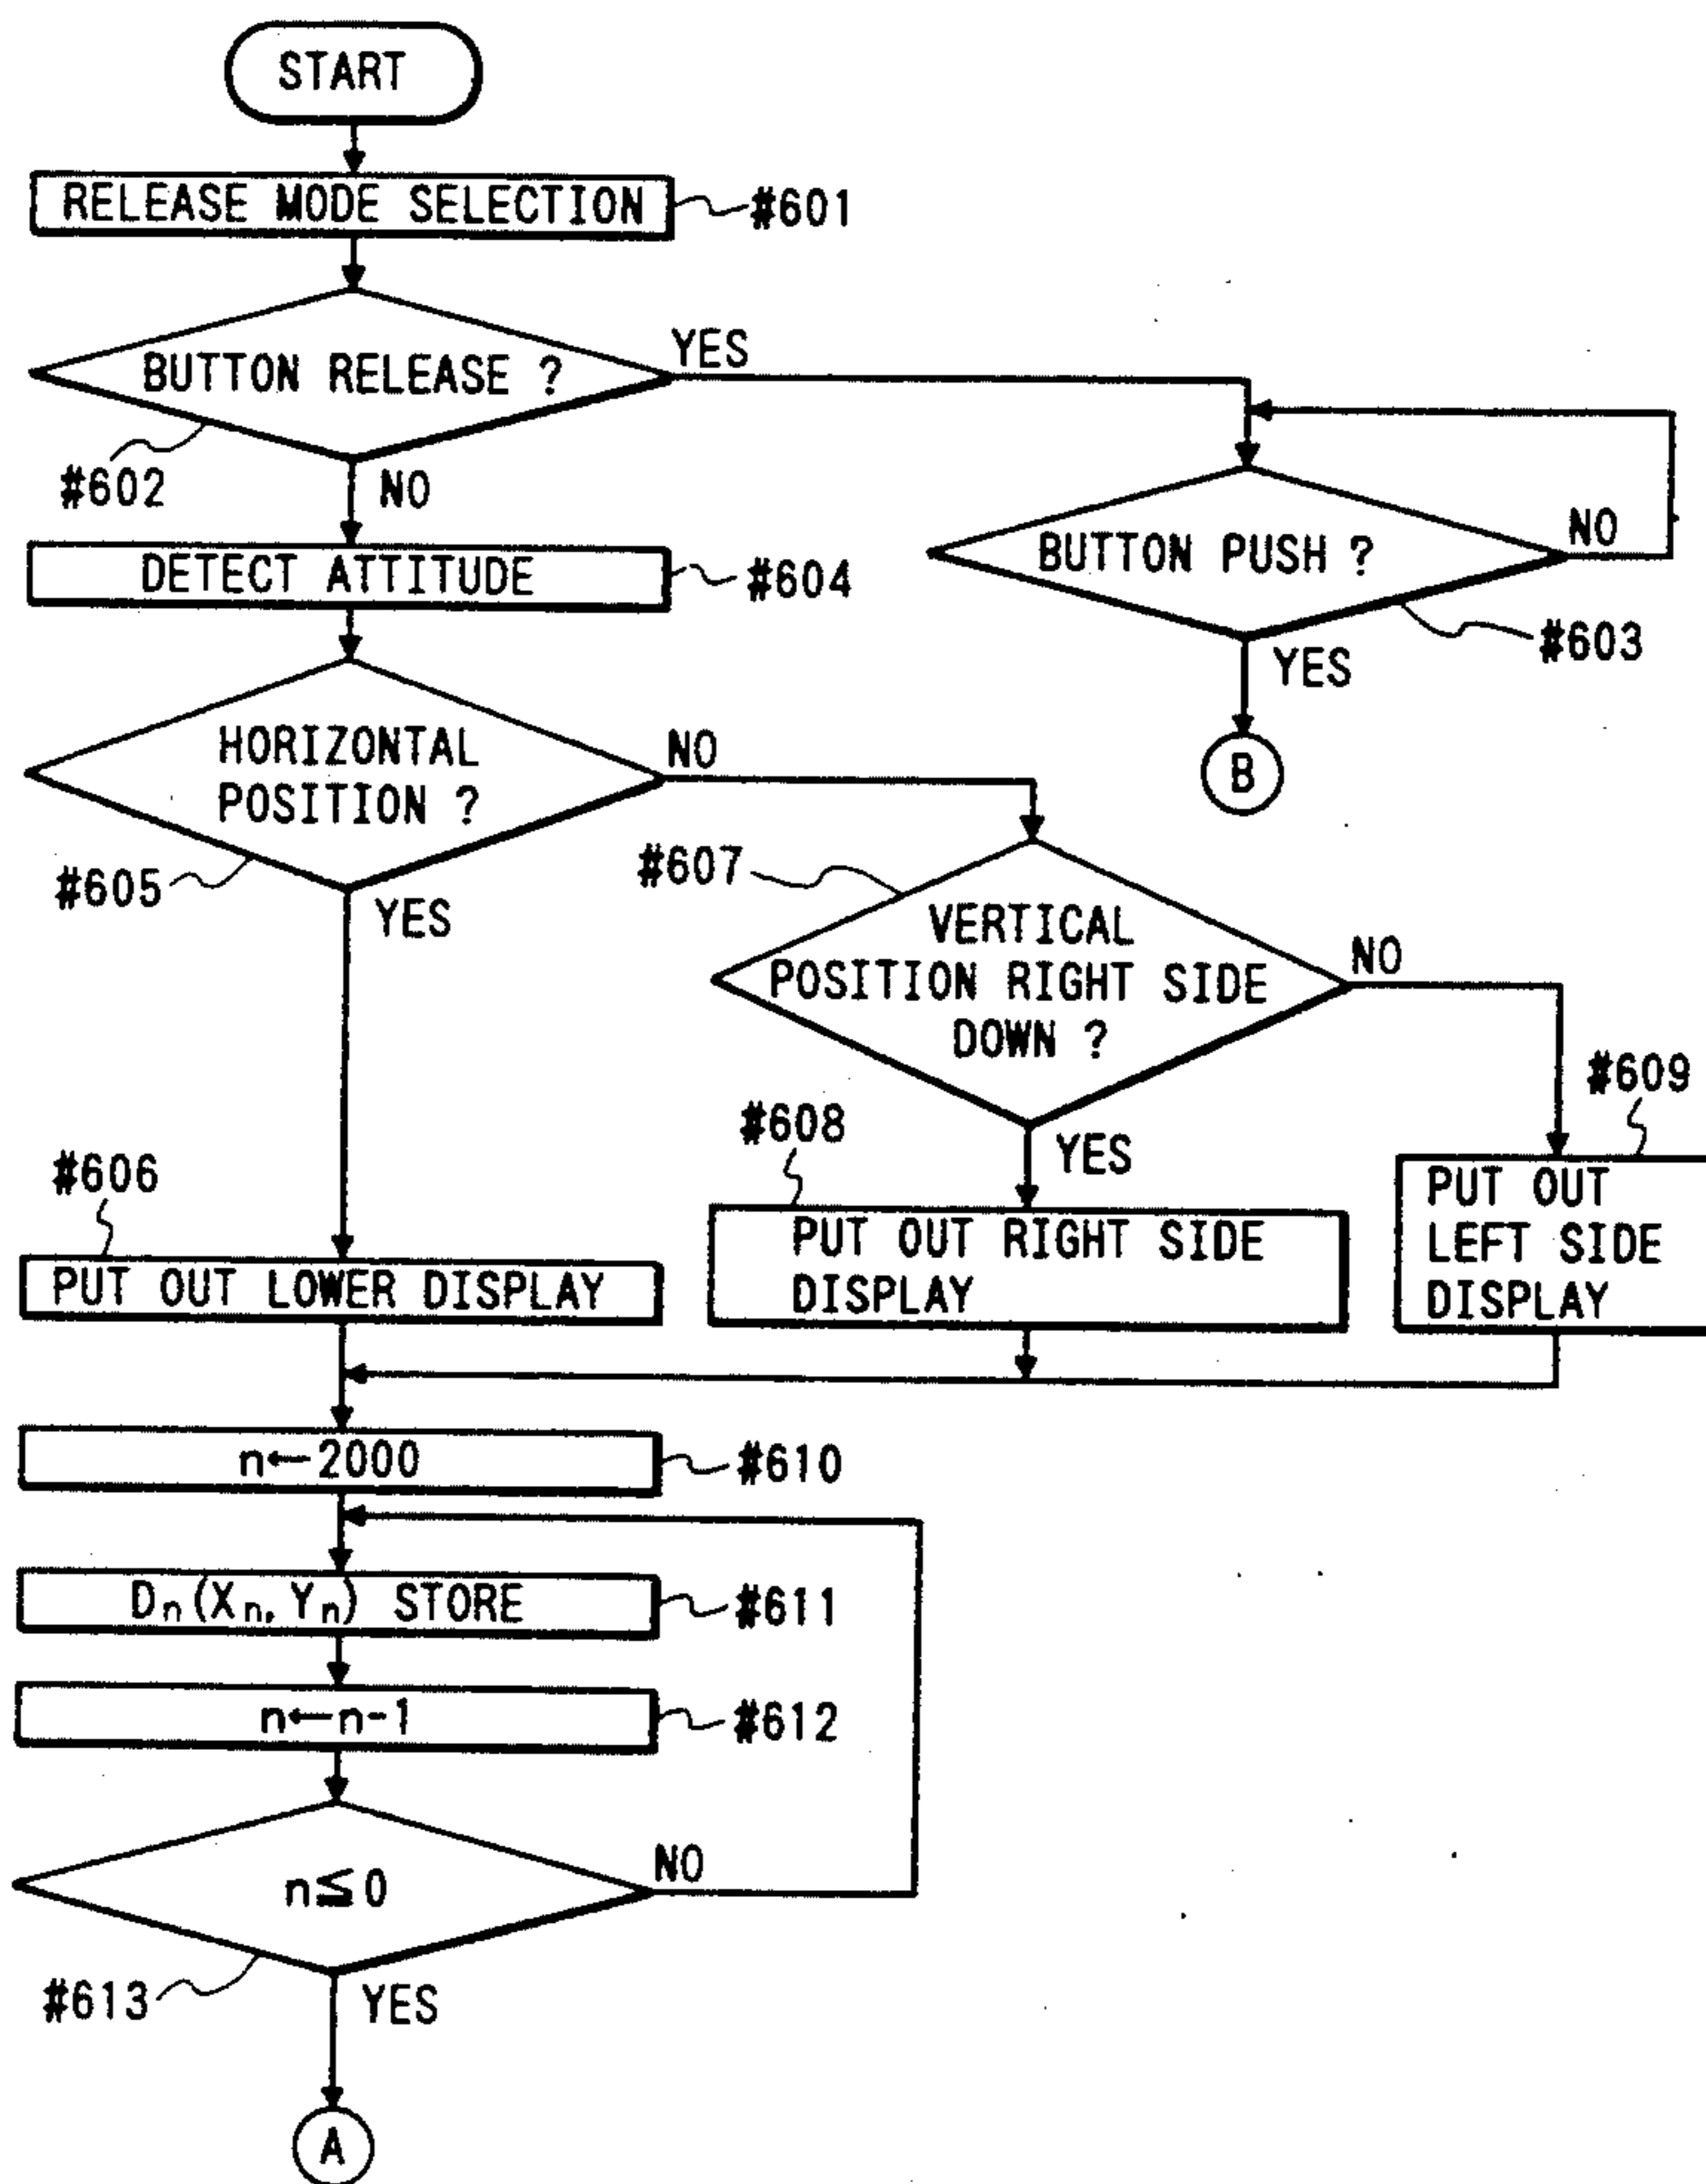 START
RELEASE MODE SELECTION
#601
BUTTON RELEASE ?
YES
#602
NO
BUTTON PUSH ?
NO
#603
YES
B
DETECT ATTITUDE
#604
HORIZONTAL
POSITION ?
NO
#605
YES
#607
VERTICAL
POSITION RIGHT SIDE
DOWN ?
NO
YES
#606
PUT OUT LOWER DISPLAY
#608
PUT OUT RIGHT SIDE
DISPLAY
#609
PUT OUT
LEFT SIDE
DISPLAY
n←2000
#610
Dn(Xn, Yn) STORE
#611
n←n-1
#612
n≦0
NO
#613
YES
A